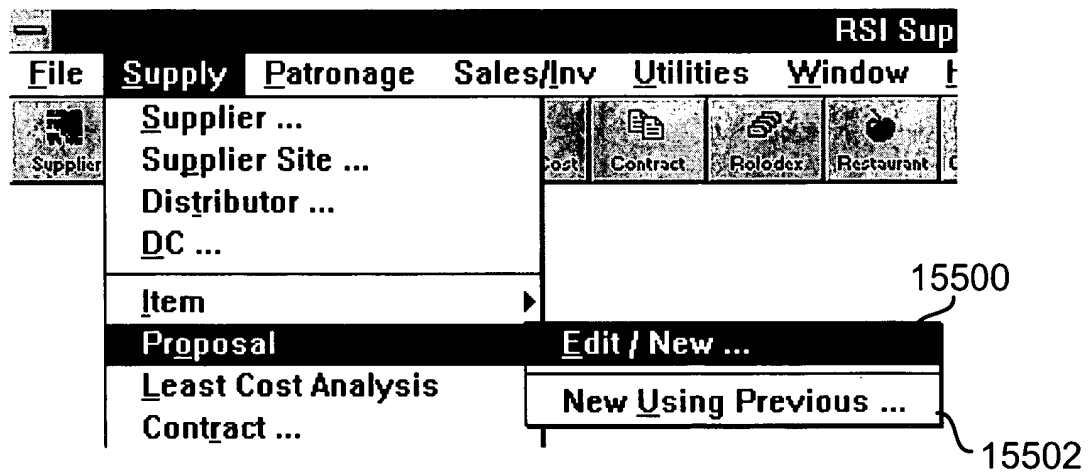 RSI Sup
File Supply Patronage Sales/Inv Utilities Window H
Supplier Cost Contract Rolodex Restaurant
Supplier ...
Supplier Site ...
Distributor ...
DC ...
Item
Proposal
Least Cost Analysis
Contract ...
15500
Edit / New ...
New Using Previous ...
15502